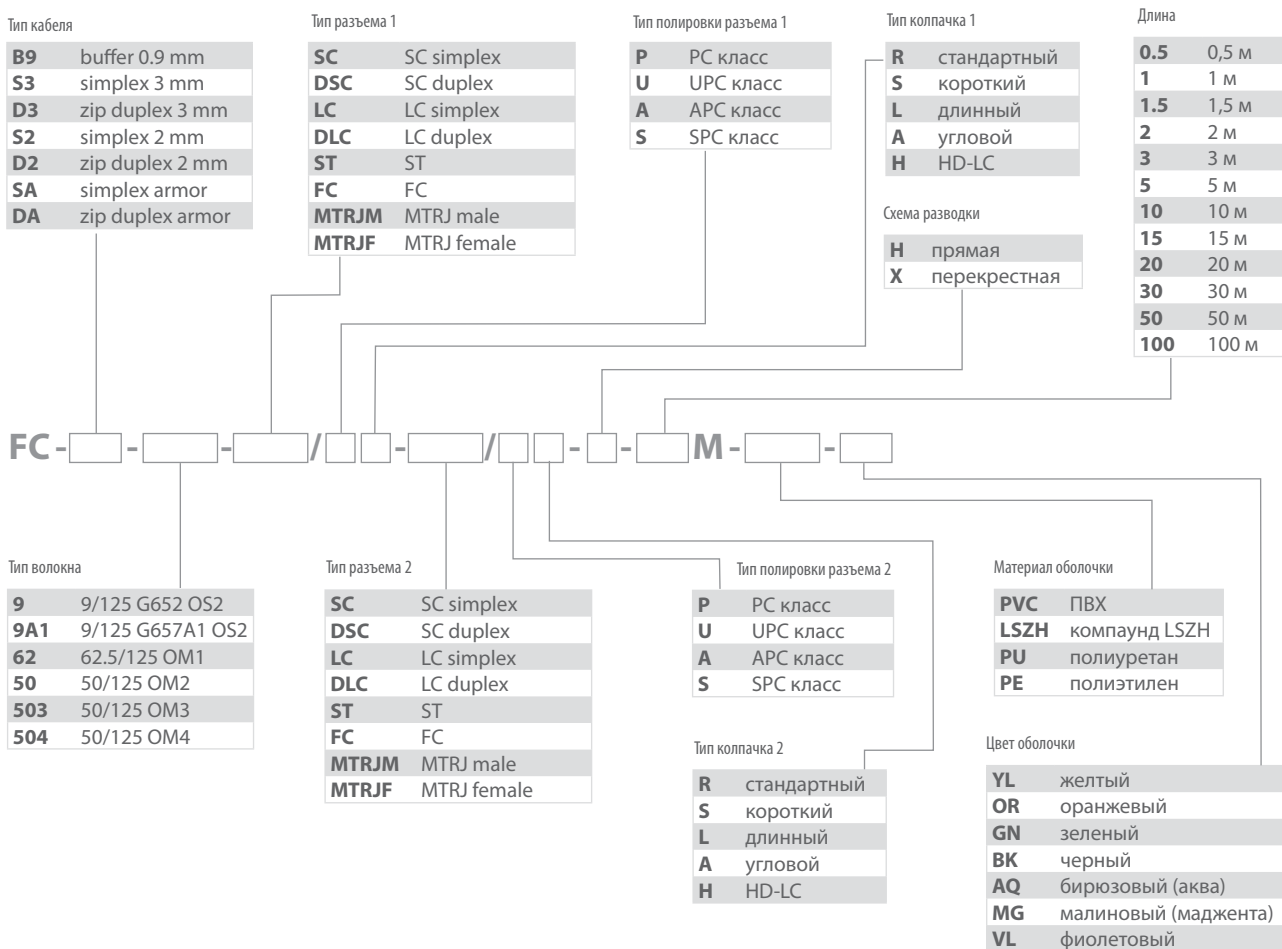 Тип кабеля
B9 buffer 0.9 mm
S3 simplex 3 mm
D3 zip duplex 3 mm
S2 simplex 2 mm
D2 zip duplex 2 mm
SA simplex armor
DA zip duplex armor
Тип разъема 1
SC SC simplex
DSC SC duplex
LC LC simplex
DLC LC duplex
ST ST
FC FC
MTRJM MTRJ male
MTRJF MTRJ female
Тип полировки разъема 1
P PC класс
U UPC класс
A APC класс
S SPC класс
Тип колпачка 1
R стандартный
S короткий
L длинный
A угловой
H HD-LC
Схема разводки
H прямая
X перекрестная
Длина
0.5 0,5 м
1 1 м
1.5 1,5 м
2 2 м
3 3 м
5 5 м
10 10 м
15 15 м
20 20 м
30 30 м
50 50 м
100 100 м
FC - - - / - / - - M - -
Тип волокна
9 9/125 G652 OS2
9A1 9/125 G657A1 OS2
62 62.5/125 OM1
50 50/125 OM2
503 50/125 OM3
504 50/125 OM4
Тип разъема 2
SC SC simplex
DSC SC duplex
LC LC simplex
DLC LC duplex
ST ST
FC FC
MTRJM MTRJ male
MTRJF MTRJ female
Тип полировки разъема 2
P PC класс
U UPC класс
A APC класс
S SPC класс
Тип колпачка 2
R стандартный
S короткий
L длинный
A угловой
H HD-LC
Материал оболочки
PVC ПВХ
LSZH компаунд LSZH
PU полиуретан
PE полиэтилен
Цвет оболочки
YL желтый
OR оранжевый
GN зеленый
BK черный
AQ бирюзовый (аква)
MG малиновый (маджента)
VL фиолетовый